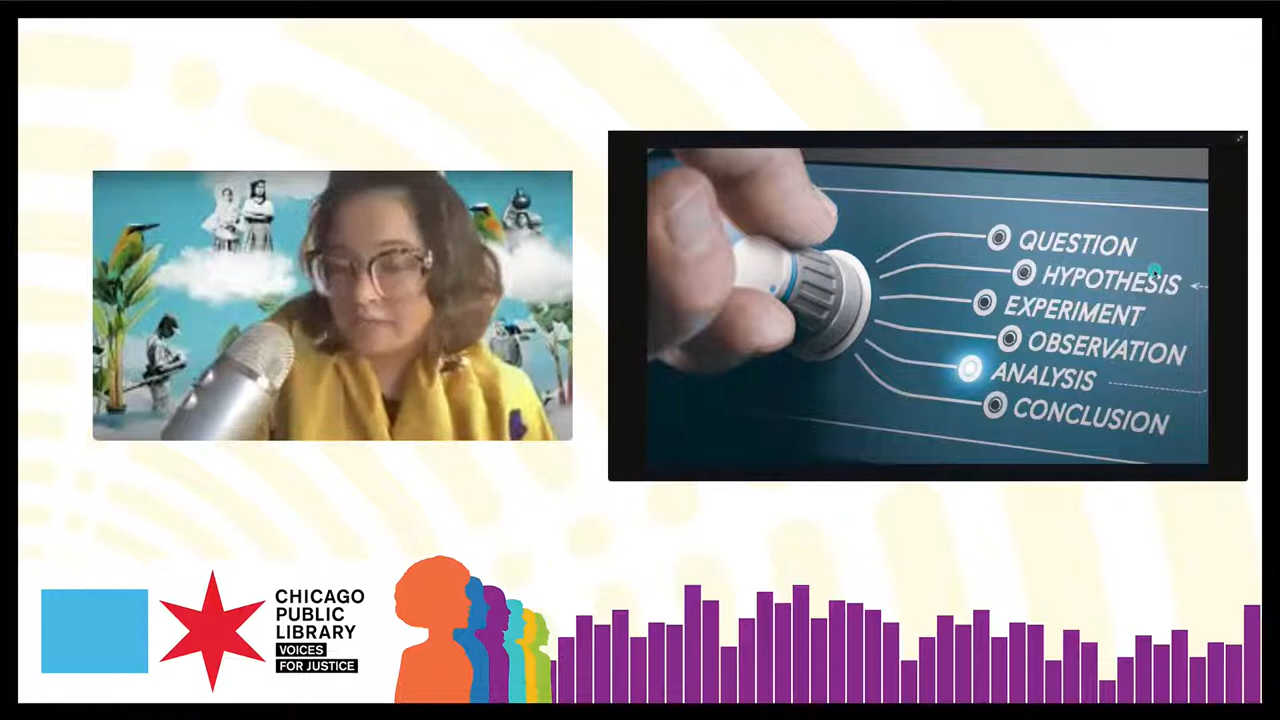 QUESTION
HYPOTHESIS
EXPERIMENT
OBSERVATION
ANALYSIS
CONCLUSION
CHICAGO
PUBLIC
LIBRARY
VOICES
FOR JUSTICE